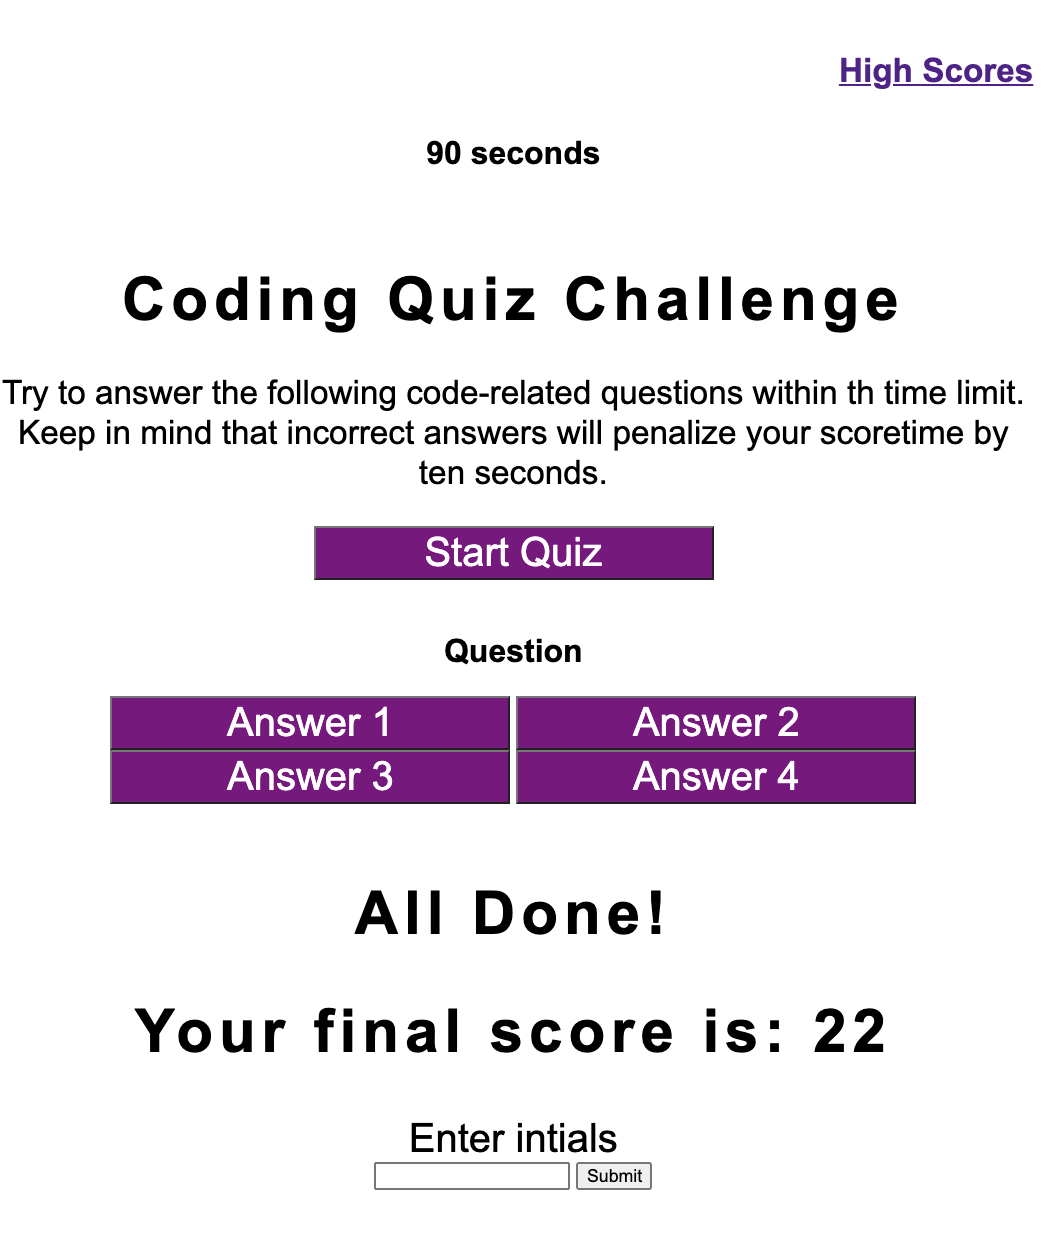 High Scores
90 seconds
Coding Quiz Challenge
Try to answer the following code-related questions within th time limit.
Keep in mind that incorrect answers will penalize your scoretime by
ten seconds.
Start Quiz
Question
Answer 1 Answer 2
Answer 3 Answer 4
All Done!
Your final score is: 22
Enter intials
Submit